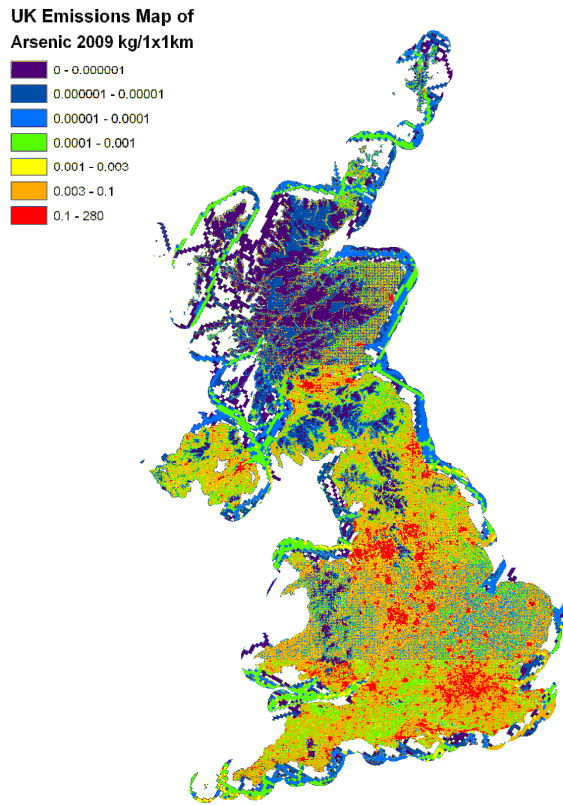 UK Emissions Map of
Arsenic 2009 kg/1x1km
0 - 0.000001
0.000001 - 0.00001
0.00001 - 0.0001
0.0001 - 0.001
0.001 - 0.003
0.003 - 0.1
0.1 - 280